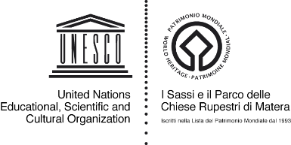 UNESCO
United Nations
Educational, Scientific and
Cultural Organization
PATRIMONIO MONDIALE • WORLD HERITAGE • PATRIMOINE MONDIAL •
I Sassi e il Parco delle
Chiese Rupestri di Matera
Iscritti nella Lista del Patrimonio Mondiale dal 1993